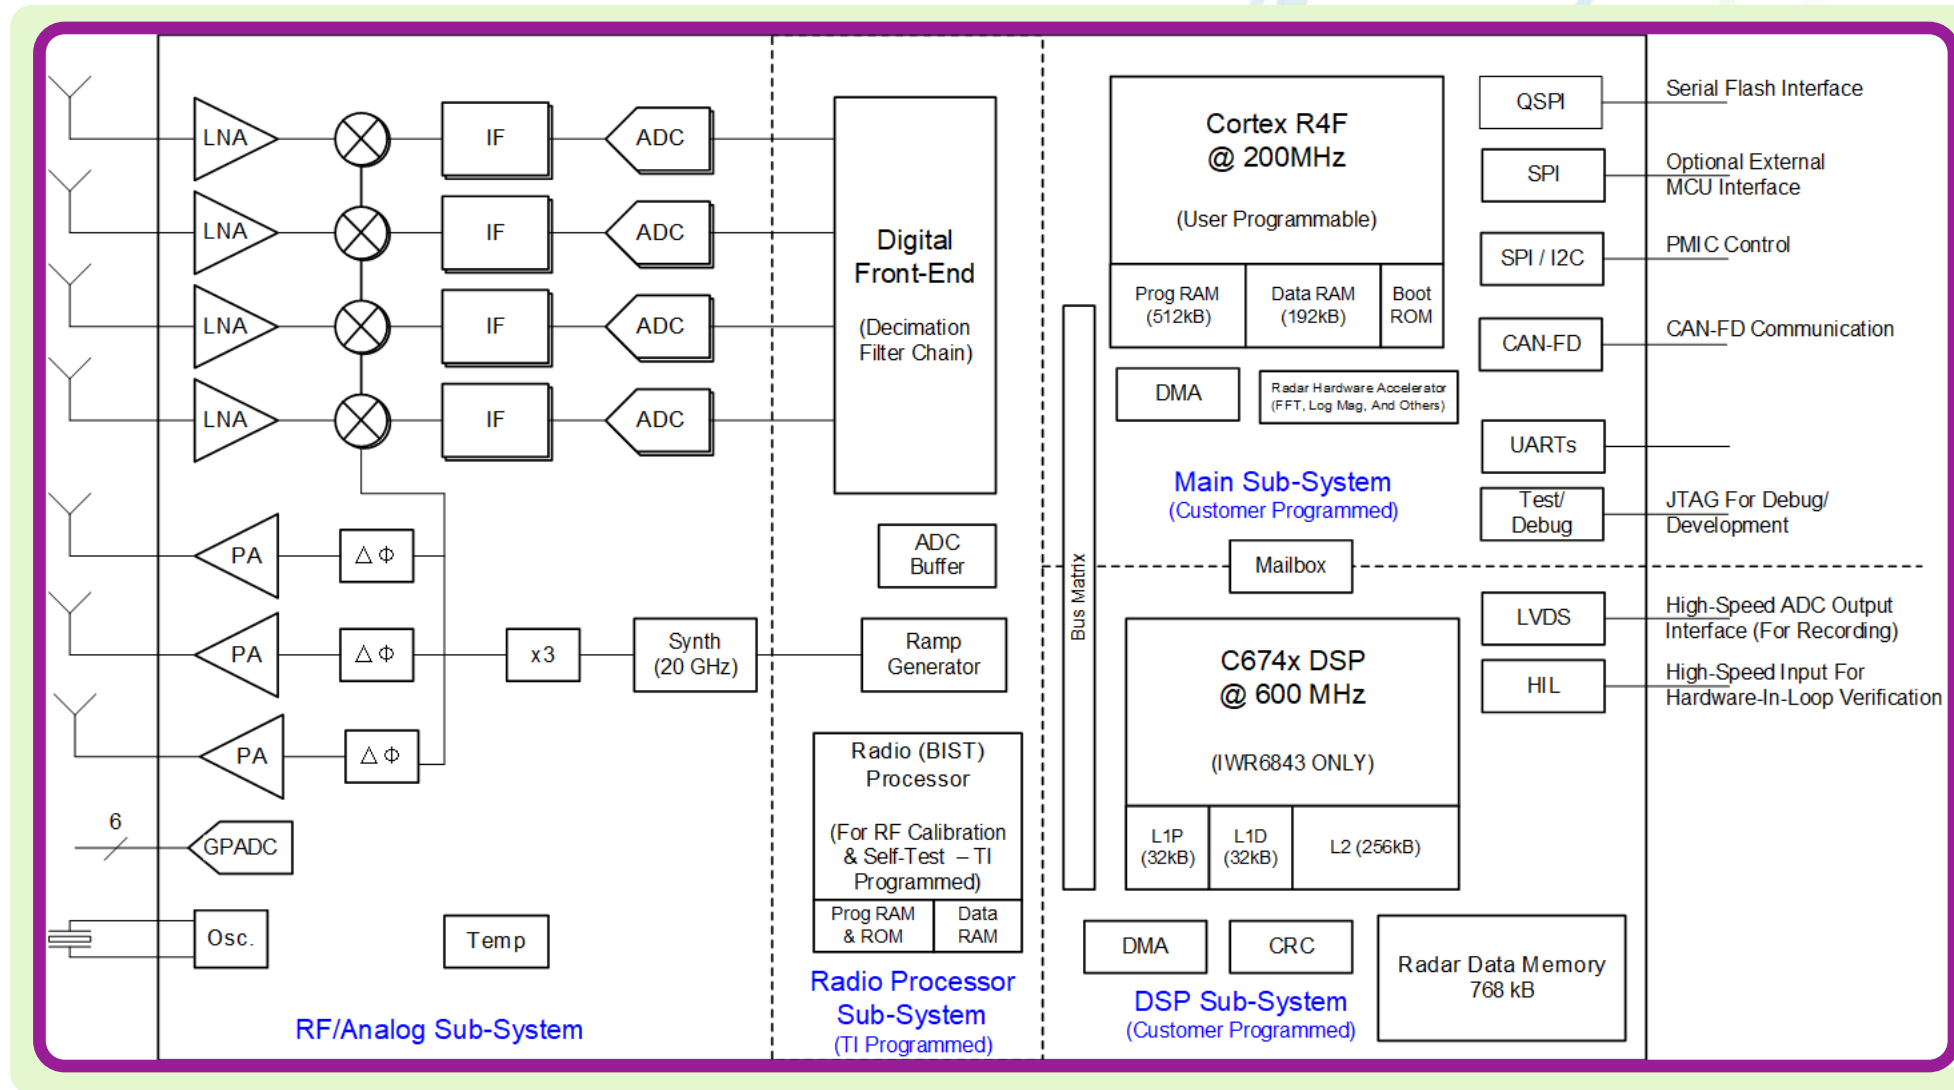 LNA
IF
ADC
LNA
IF
ADC
LNA
IF
ADC
LNA
IF
ADC
PA
Δ Φ
PA
Δ Φ
x3
Synth
(20 GHz)
PA
Δ Φ
6
GPADC
Osc.
Temp
RF/Analog Sub-System
Digital
Front-End
(Decimation
Filter Chain)
ADC
Buffer
Ramp
Generator
Radio (BIST)
Processor
(For RF Calibration
& Self-Test – TI
Programmed)
Prog RAM
& ROM
Data
RAM
Radio Processor
Sub-System
(TI Programmed)
Cortex R4F
@ 200MHz
(User Programmable)
Prog RAM
(512kB)
Data RAM
(192kB)
Boot
ROM
DMA
Radar Hardware Accelerator
(FFT, Log Mag, And Others)
Main Sub-System
(Customer Programmed)
Mailbox
Bus Matrix
C674x DSP
@ 600 MHz
(IWR6843 ONLY)
L1P
(32kB)
L1D
(32kB)
L2 (256kB)
DMA
CRC
DSP Sub-System
(Customer Programmed)
Radar Data Memory
768 kB
QSPI
Serial Flash Interface
SPI
Optional External
MCU Interface
SPI / I2C
PMIC Control
CAN-FD
CAN-FD Communication
UARTs
Test/
Debug
JTAG For Debug/
Development
LVDS
High-Speed ADC Output
Interface (For Recording)
HIL
High-Speed Input For
Hardware-In-Loop Verification